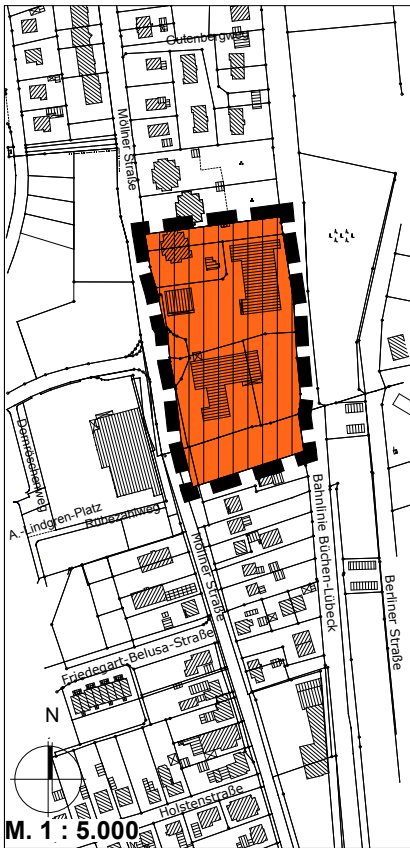 Gutenbergweg
Möllner Straße
Dornröschenweg
A.-Lindgren-Platz
Rübezahlweg
Möllner Straße
Bahnlinie Büchen-Lübeck
Berliner Straße
Friedegart-Belusa-Straße
N
Holstenstraße
M. 1 : 5.000